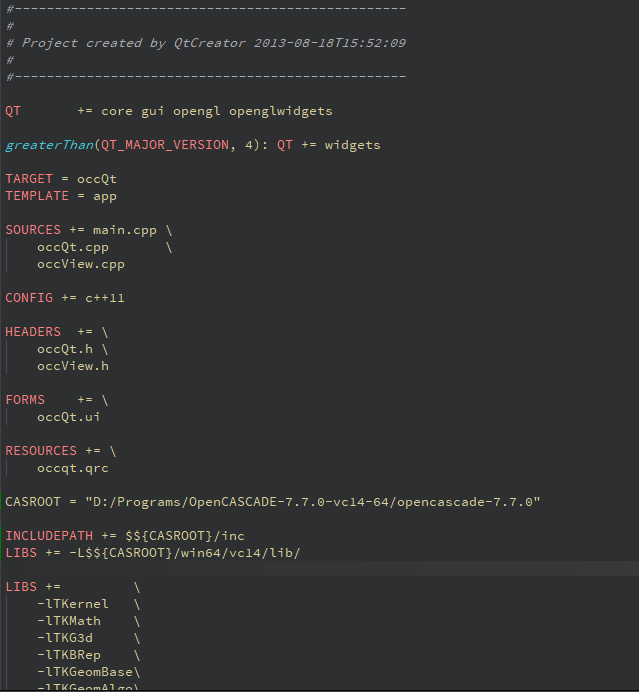 #-------------------------------------------------
#
# Project created by QtCreator 2013-08-18T15:52:09
#
#-------------------------------------------------
QT       += core gui opengl openglwidgets
greaterThan(QT_MAJOR_VERSION, 4): QT += widgets
TARGET = occQt
TEMPLATE = app
SOURCES += main.cpp \
    occQt.cpp       \
    occView.cpp
CONFIG += c++11
HEADERS  += \
    occQt.h \
    occView.h
FORMS    += \
    occQt.ui
RESOURCES += \
    occqt.qrc
CASROOT = "D:/Programs/OpenCASCADE-7.7.0-vc14-64/opencascade-7.7.0"
INCLUDEPATH += $${CASROOT}/inc
LIBS += -L$${CASROOT}/win64/vc14/lib/
LIBS +=         \
    -lTKernel   \
    -lTKMath    \
    -lTKG3d     \
    -lTKBRep    \
    -lTKGeomBase\
    -lTKGeomAlgo\